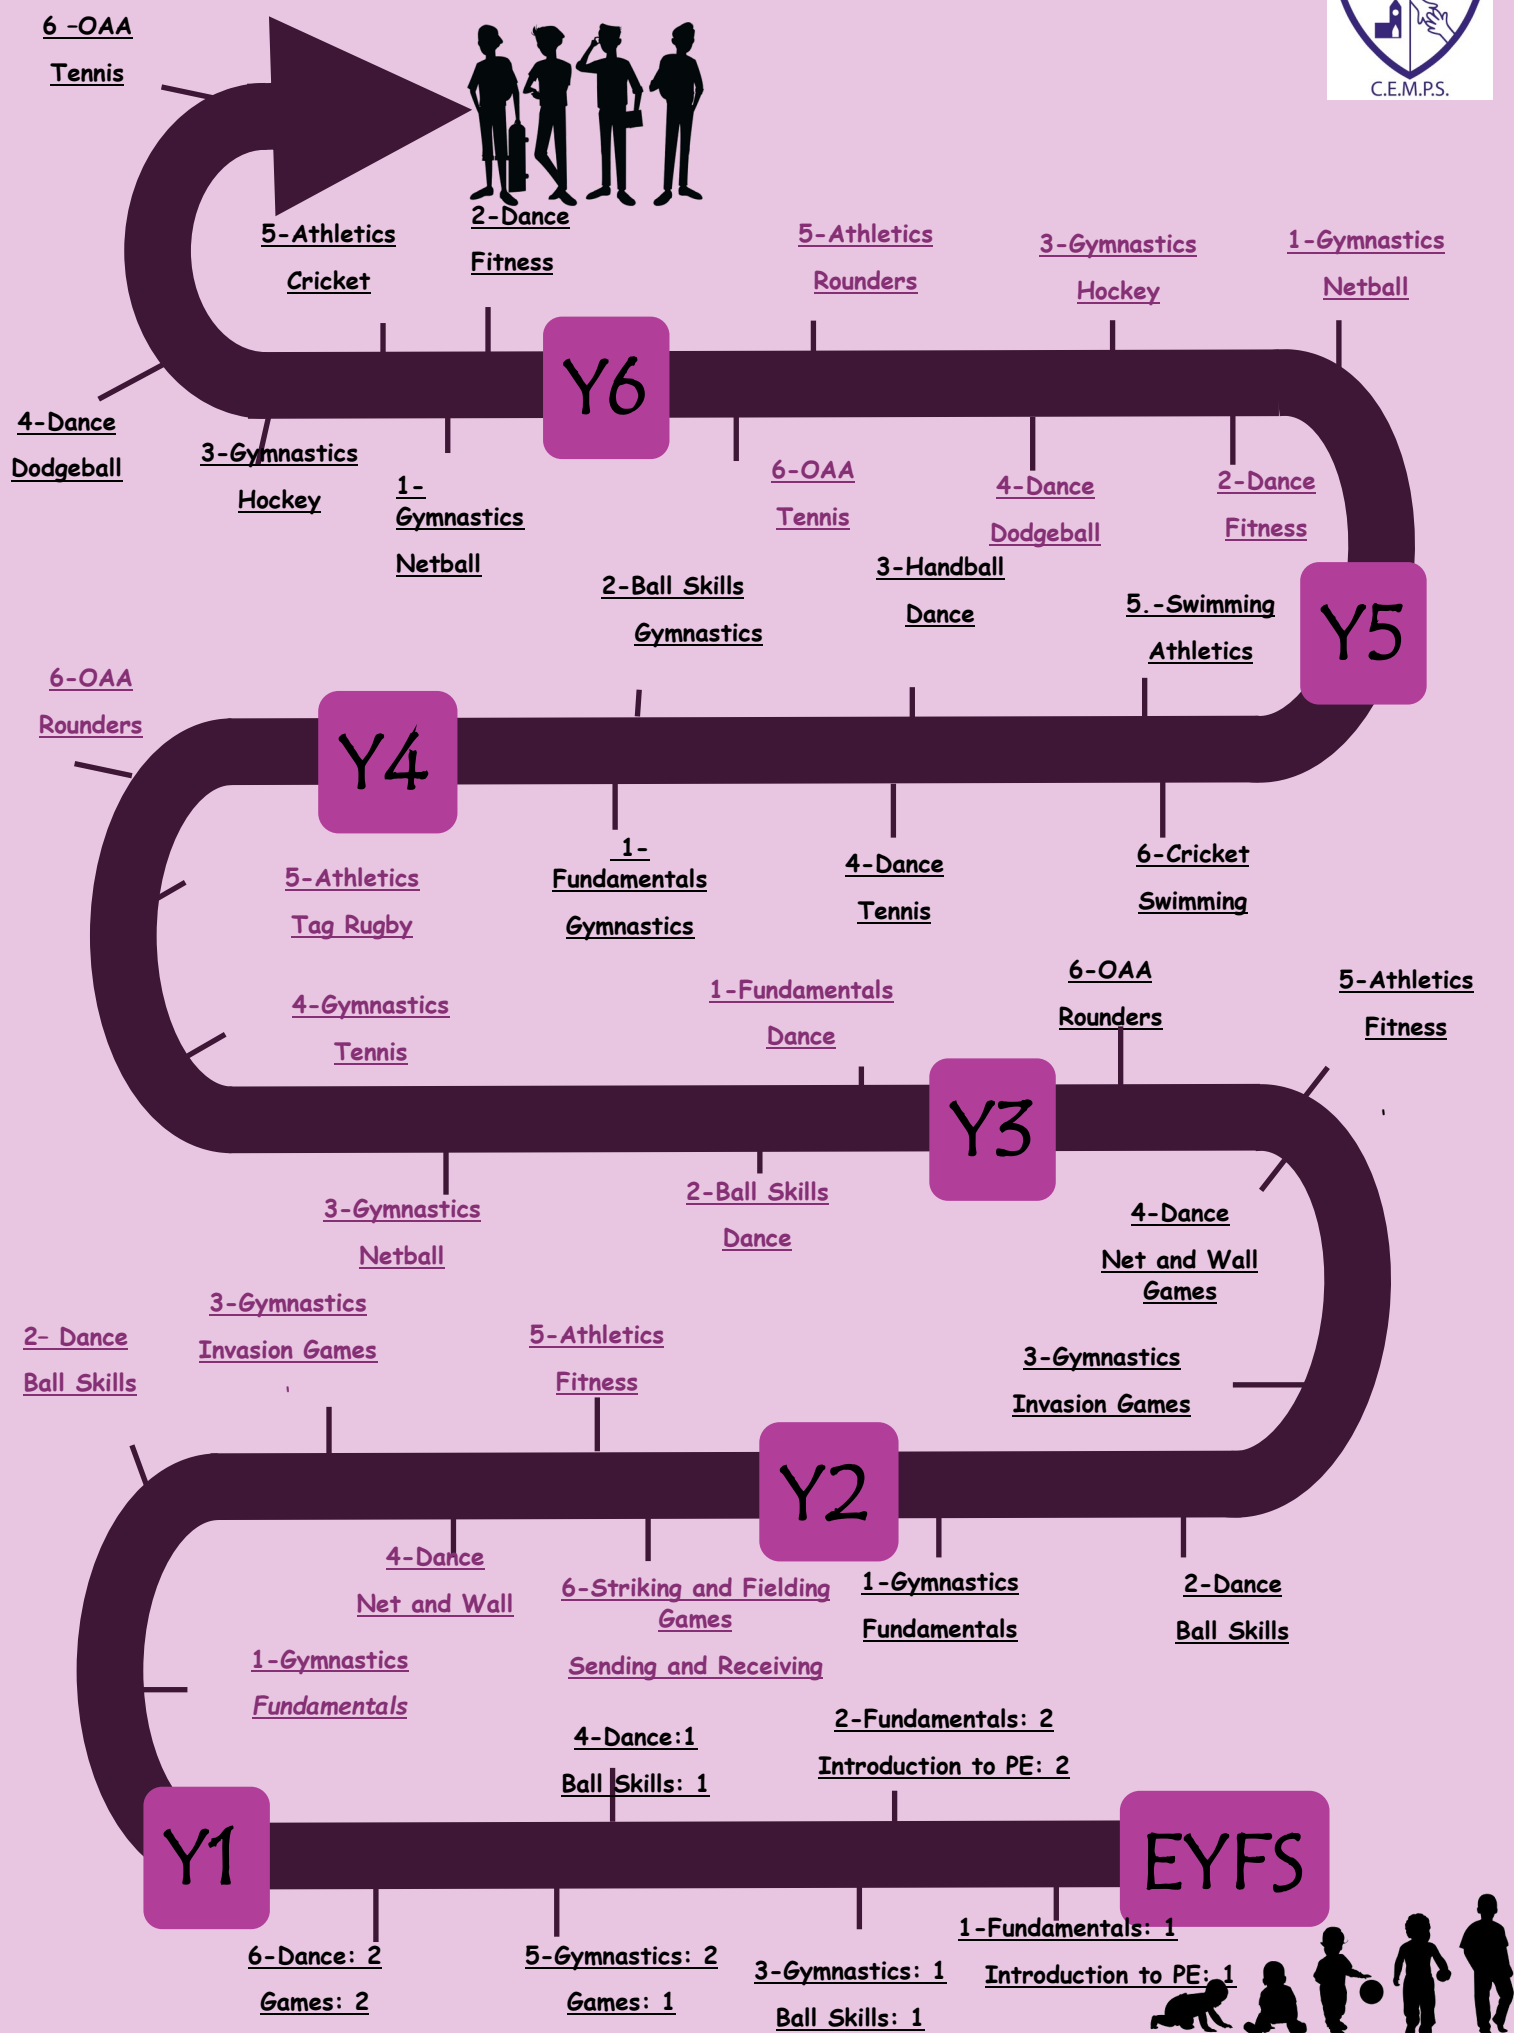 6 -OAA
Tennis
C.E.M.P.S.
5-Athletics
Cricket
2-Dance
Fitness
5-Athletics
Rounders
3-Gymnastics
Hockey
1-Gymnastics
Netball
Y6
4-Dance
Dodgeball
3-Gymnastics
Hockey
1-
Gymnastics
Netball
6-OAA
Tennis
4-Dance
Dodgeball
2-Dance
Fitness
2-Ball Skills
Gymnastics
3-Handball
Dance
5.-Swimming
Athletics
Y5
6-OAA
Rounders
Y4
5-Athletics
Tag Rugby
1-
Fundamentals
Gymnastics
4-Dance
Tennis
6-Cricket
Swimming
4-Gymnastics
Tennis
1-Fundamentals
Dance
6-OAA
Rounders
5-Athletics
Fitness
Y3
3-Gymnastics
Netball
2-Ball Skills
Dance
4-Dance
Net and Wall
Games
2- Dance
Ball Skills
3-Gymnastics
Invasion Games
5-Athletics
Fitness
3-Gymnastics
Invasion Games
Y2
4-Dance
Net and Wall
6-Striking and Fielding
Games
Sending and Receiving
1-Gymnastics
Fundamentals
2-Dance
Ball Skills
1-Gymnastics
Fundamentals
4-Dance:1
Ball Skills: 1
2-Fundamentals: 2
Introduction to PE: 2
Y1
EYFS
6-Dance: 2
Games: 2
5-Gymnastics: 2
Games: 1
3-Gymnastics: 1
Ball Skills: 1
1-Fundamentals: 1
Introduction to PE: 1